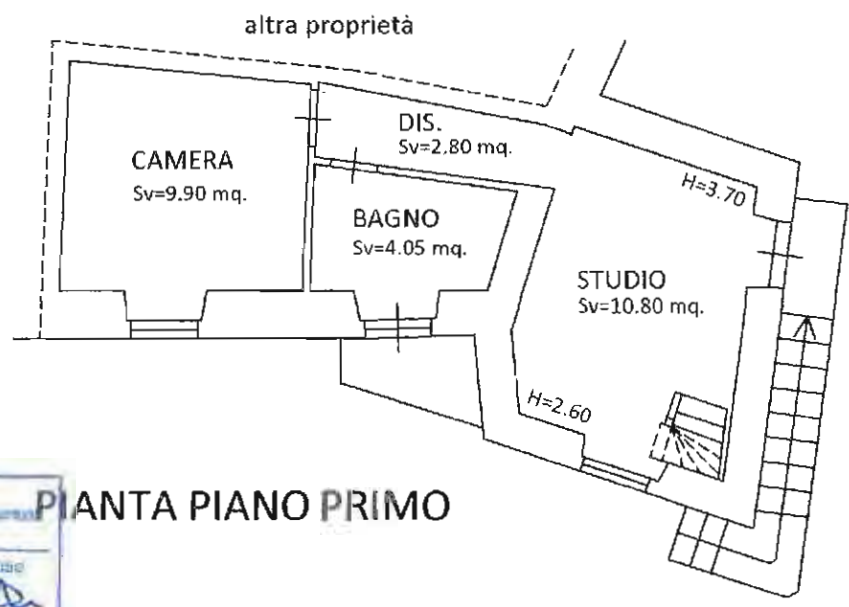 altra proprietà
DIS.
Sv=2.80 mq.
CAMERA
Sv=9.90 mq.
H=3.70
BAGNO
Sv=4.05 mq.
STUDIO
Sv=10.80 mq.
H=2.60
PIANTA PIANO PRIMO